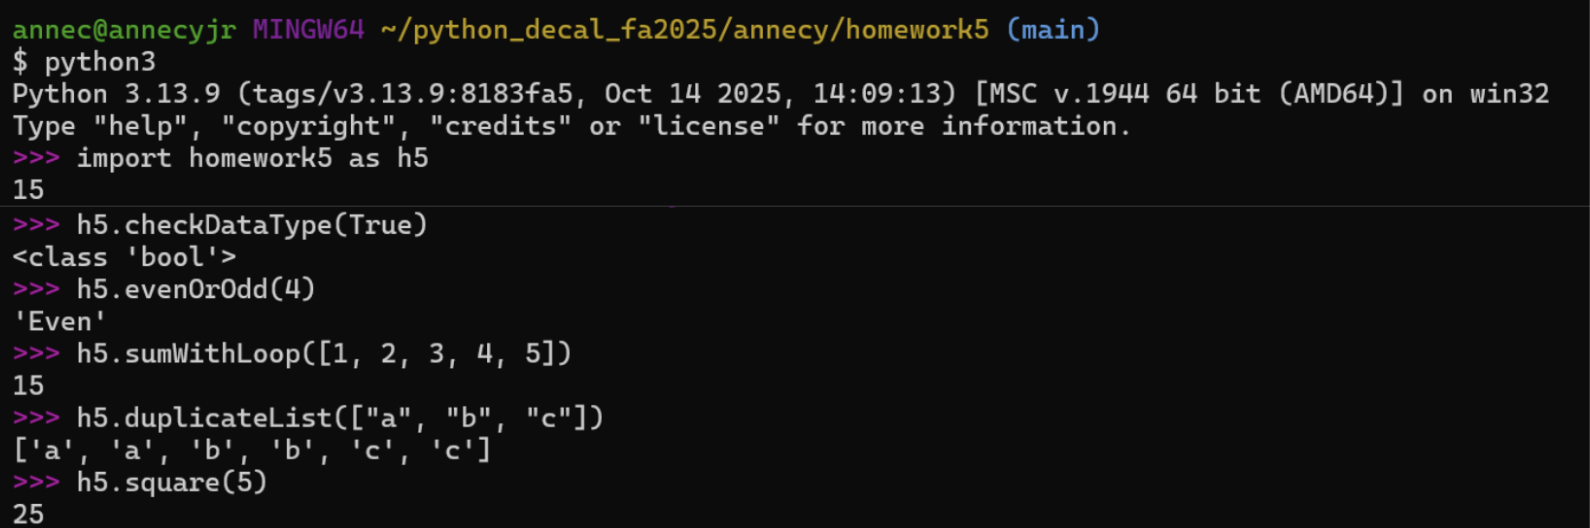 annec@annecyjr MINGW64 ~/python_decal_fa2025/annecy/homework5 (main)
$ python3
Python 3.13.9 (tags/v3.13.9:8183fa5, Oct 14 2025, 14:09:13) [MSC v.1944 64 bit (AMD64)] on win32
Type "help", "copyright", "credits" or "license" for more information.
>>> import homework5 as h5
15
>>> h5.checkDataType(True)
<class 'bool'>
>>> h5.evenOrOdd(4)
'Even'
>>> h5.sumWithLoop([1, 2, 3, 4, 5])
15
>>> h5.duplicateList(["a", "b", "c"])
['a', 'a', 'b', 'b', 'c', 'c']
>>> h5.square(5)
25